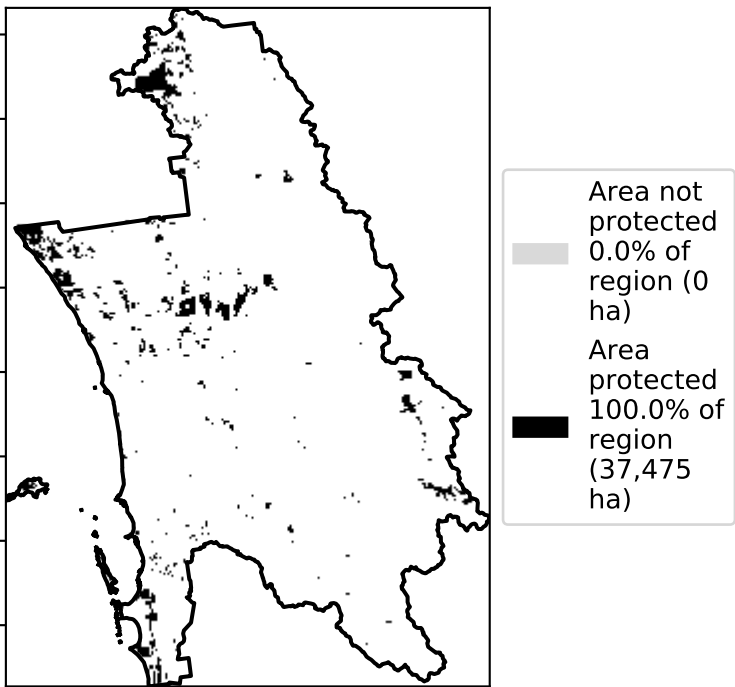 Area not
protected
0.0% of
region (0
ha)
Area
protected
100.0% of
region
(37,475
ha)